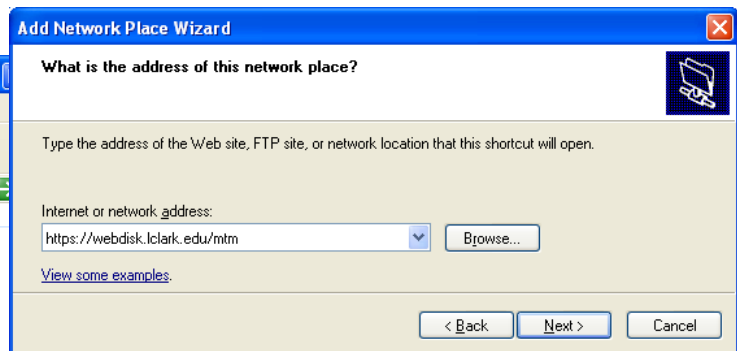 Add Network Place Wizard
What is the address of this network place?
Type the address of the Web site, FTP site, or network location that this shortcut will open.
Internet or network address:
https://webdisk.lclark.edu/mtm
Browse...
View some examples.
< Back
Next >
Cancel